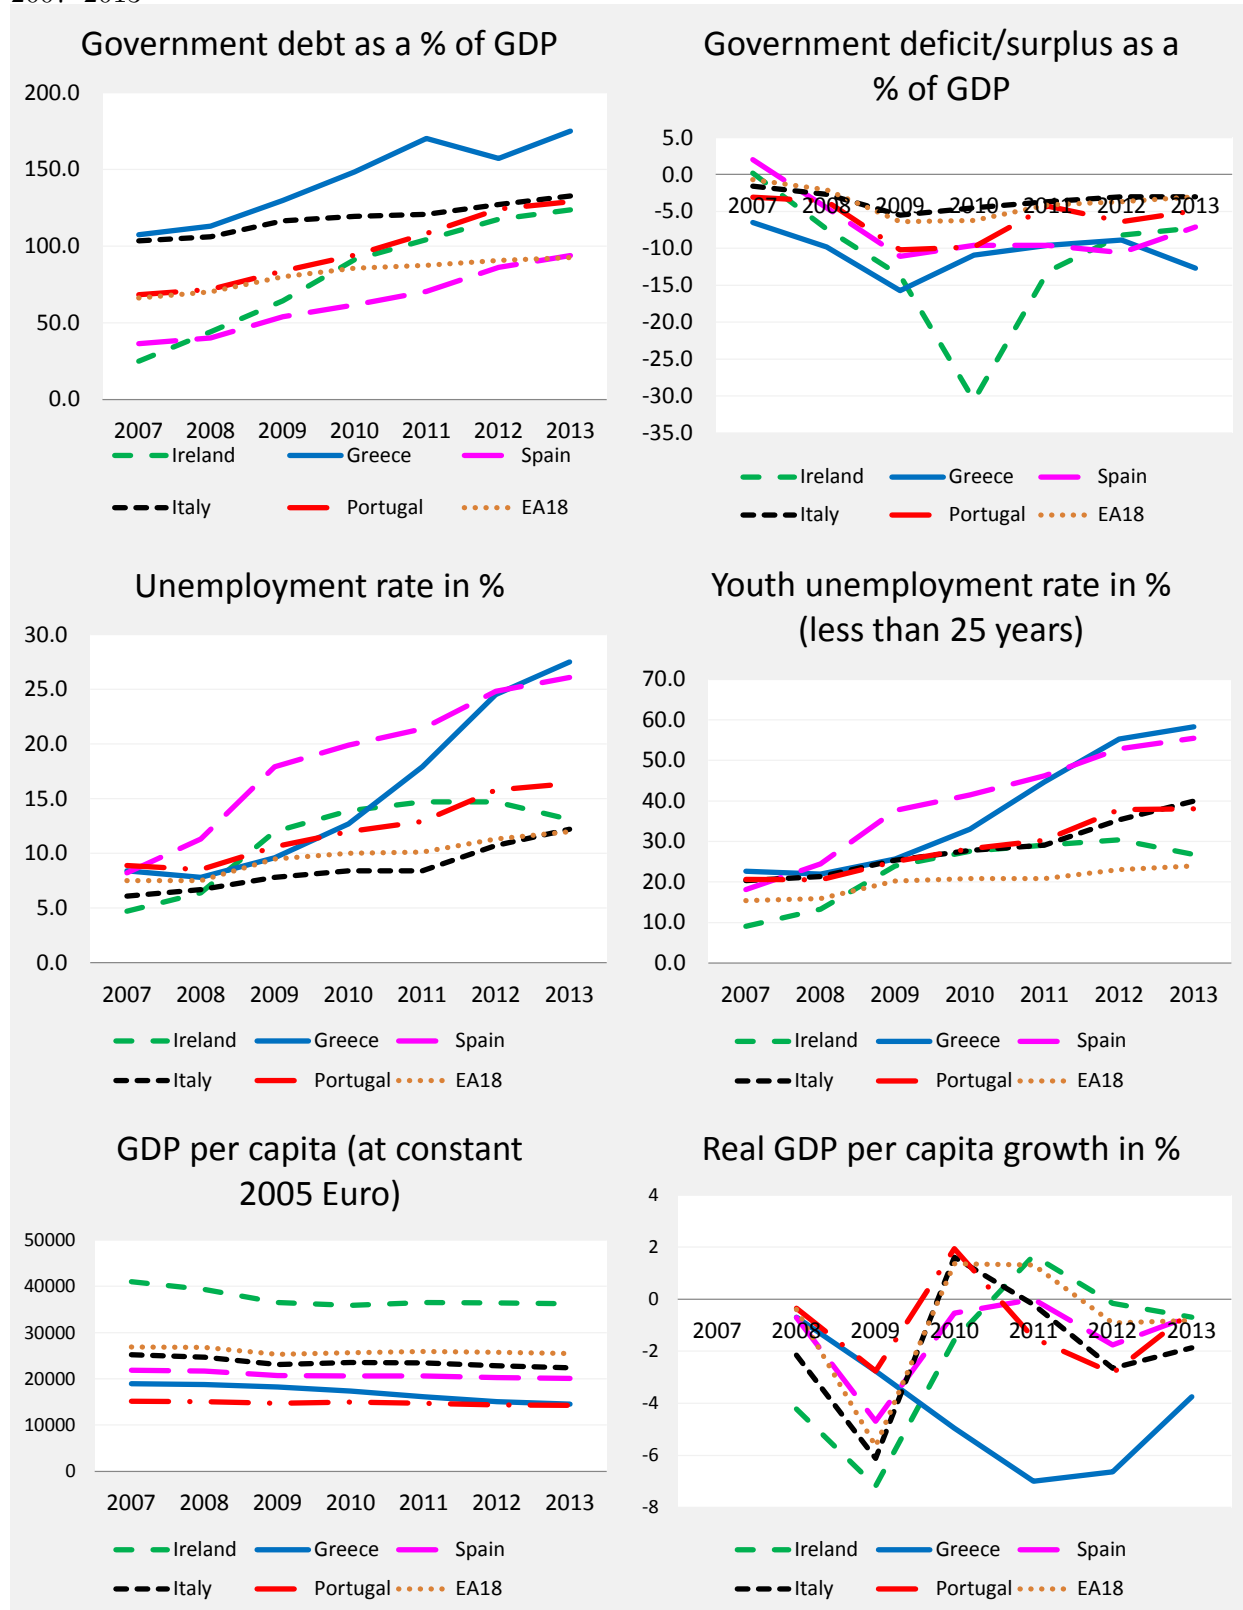 2007–2013
Government debt as a % of GDP
200.0
150.0
100.0
50.0
0.0
2007 2008 2009 2010 2011 2012 2013
Ireland Greece Spain
Italy Portugal EA18
Government deficit/surplus as a
% of GDP
5.0
0.0
-5.0
-10.0
-15.0
-20.0
-25.0
-30.0
-35.0
2007 2008 2009 2010 2011 2012 2013
Ireland Greece Spain
Italy Portugal EA18
Unemployment rate in %
30.0
25.0
20.0
15.0
10.0
5.0
0.0
2007 2008 2009 2010 2011 2012 2013
Ireland Greece Spain
Italy Portugal EA18
Youth unemployment rate in %
(less than 25 years)
70.0
60.0
50.0
40.0
30.0
20.0
10.0
0.0
2007 2008 2009 2010 2011 2012 2013
Ireland Greece Spain
Italy Portugal EA18
GDP per capita (at constant
2005 Euro)
50000
40000
30000
20000
10000
0
2007 2008 2009 2010 2011 2012 2013
Ireland Greece Spain
Italy Portugal EA18
Real GDP per capita growth in %
4
2
0
-2
-4
-6
-8
2007 2008 2009 2010 2011 2012 2013
Ireland Greece Spain
Italy Portugal EA18